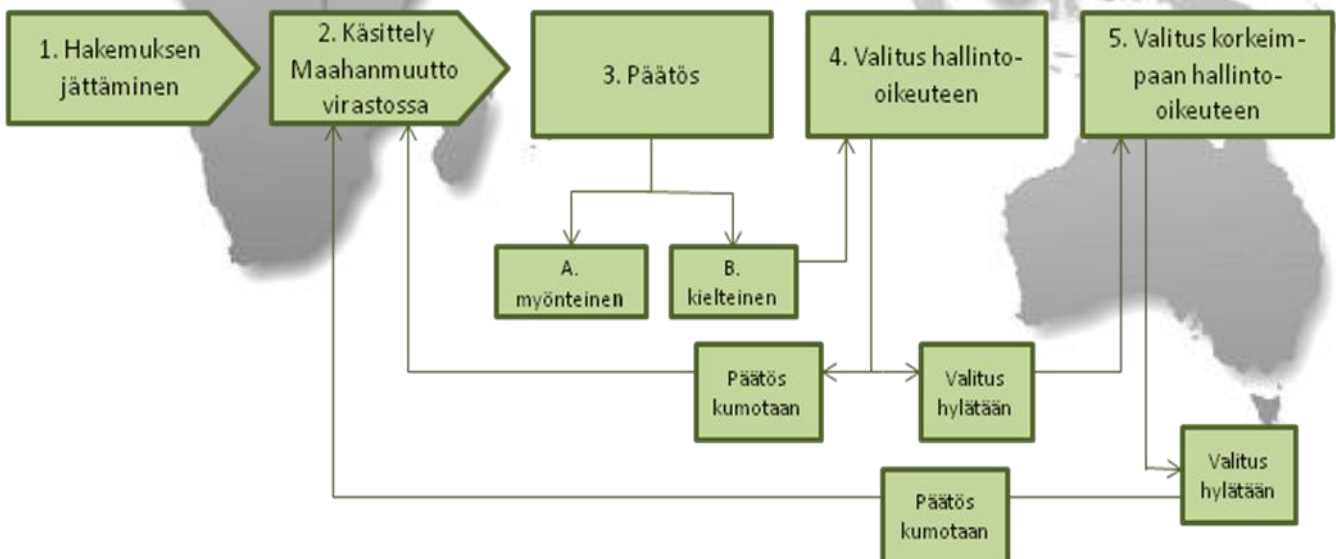 1. Hakemuksen
jättäminen
2. Käsittely
Maahanmuutto
virastossa
3. Päätös
4. Valitus hallinto-
oikeuteen
5. Valitus korkeim-
paan hallinto-
oikeuteen
A.
myönteinen
B.
kielteinen
Päätös
kumotaan
Valitus
hylätään
Valitus
hylätään
Päätös
kumotaan